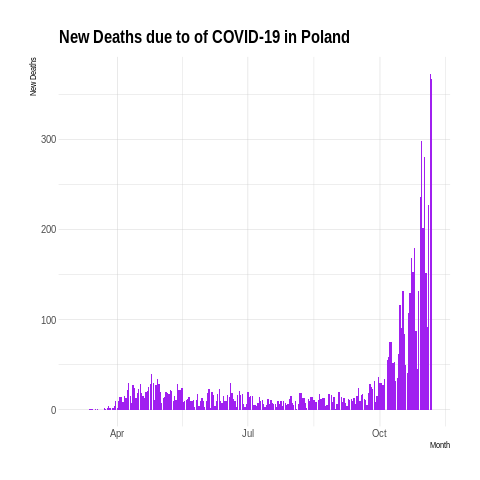 New Deaths due to of COVID-19 in Poland
New Deaths
300
200
100
0
Apr
Jul
Oct
Month